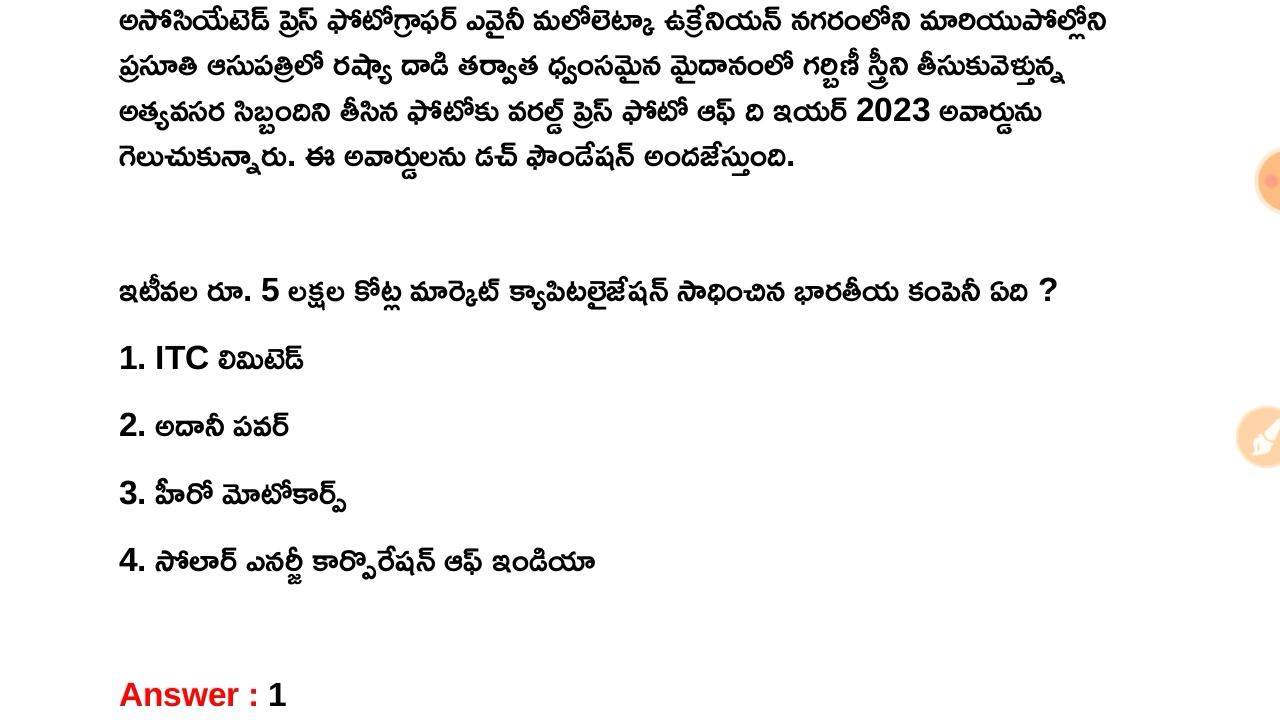 అసోసియేటెడ్ ప్రెస్ ఫోటోగ్రాఫర్ ఎవైనీ మలోలెట్కా ఉక్రేనియన్ నగరంలోని మారియుపోల్లోని
ప్రసూతి ఆసుపత్రిలో రష్యా దాడి తర్వాత ధ్వంసమైన మైదానంలో గర్భిణీ స్త్రీని తీసుకువెళ్తున్న
అత్యవసర సిబ్బందిని తీసిన ఫోటోకు వరల్డ్ ప్రెస్ ఫోటో ఆఫ్ ది ఇయర్ 2023 అవార్డును
గెలుచుకున్నారు. ఈ అవార్డులను డచ్ ఫౌండేషన్ అందజేస్తుంది.
ఇటీవల రూ. 5 లక్షల కోట్ల మార్కెట్ క్యాపిటలైజేషన్ సాధించిన భారతీయ కంపెనీ ఏది ?
1. ITC లిమిటెడ్
2. అదానీ పవర్
3. హీరో మోటోకార్ప్
4. సోలార్ ఎనర్జీ కార్పొరేషన్ ఆఫ్ ఇండియా
Answer : 1